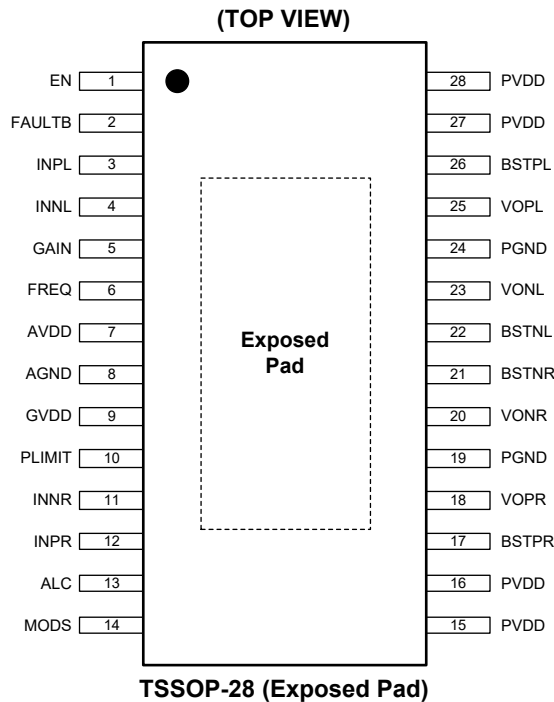 (TOP VIEW)
EN 1 28 PVDD
FAULTB 2 27 PVDD
INPL 3 26 BSTPL
INNL 4 25 VOPL
GAIN 5 24 PGND
FREQ 6 23 VONL
AVDD 7 22 BSTNL
AGND 8 21 BSTNR
GVDD 9 20 VONR
PLIMIT 10 19 PGND
INNR 11 18 VOPR
INPR 12 17 BSTPR
ALC 13 16 PVDD
MODS 14 15 PVDD
Exposed
Pad
TSSOP-28 (Exposed Pad)